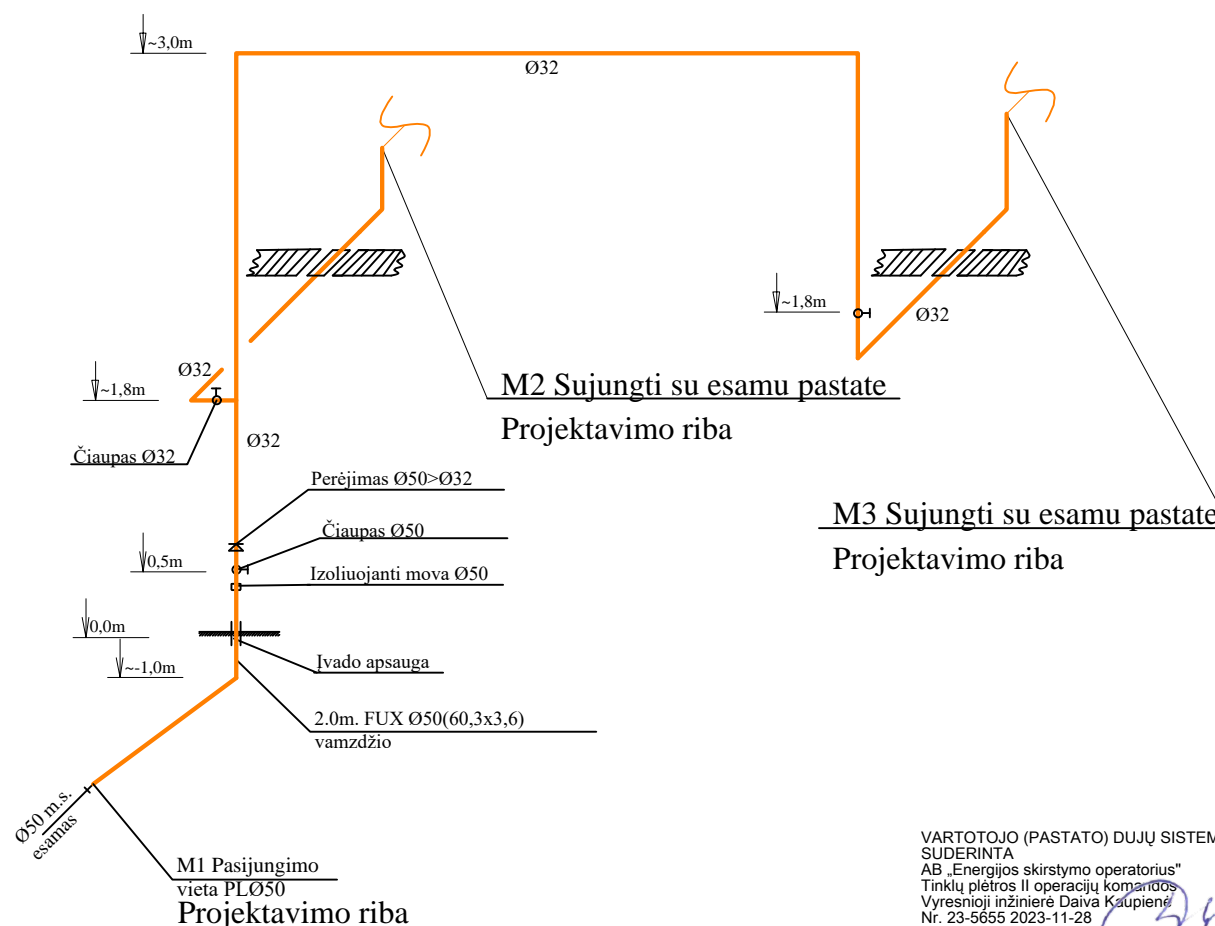 ~3,0m
Ø32
~1,8m
Ø32
Ø32
~1,8m
M2 Sujungti su esamu pastate
Projektavimo riba
Ø32
Čiaupas Ø32
Perėjimas Ø50>Ø32
M3 Sujungti su esamu pastate
Projektavimo riba
Čiaupas Ø50
0,5m
Izoliuojanti mova Ø50
0,0m
~-1,0m
Įvado apsauga
2.0m. FUX Ø50(60,3x3,6)
vamzdžio
Ø50 m.s.
esamas
M1 Pasijungimo
vieta PLØ50
Projektavimo riba
VARTOTOJO (PASTATO) DUJŲ SISTEM
SUDERINTA
AB „Energijos skirstymo operatorius"
Tinklų plėtros II operacijų komandos
Vyresnioji inžinierė Daiva Kaupienė
Nr. 23-5655 2023-11-28